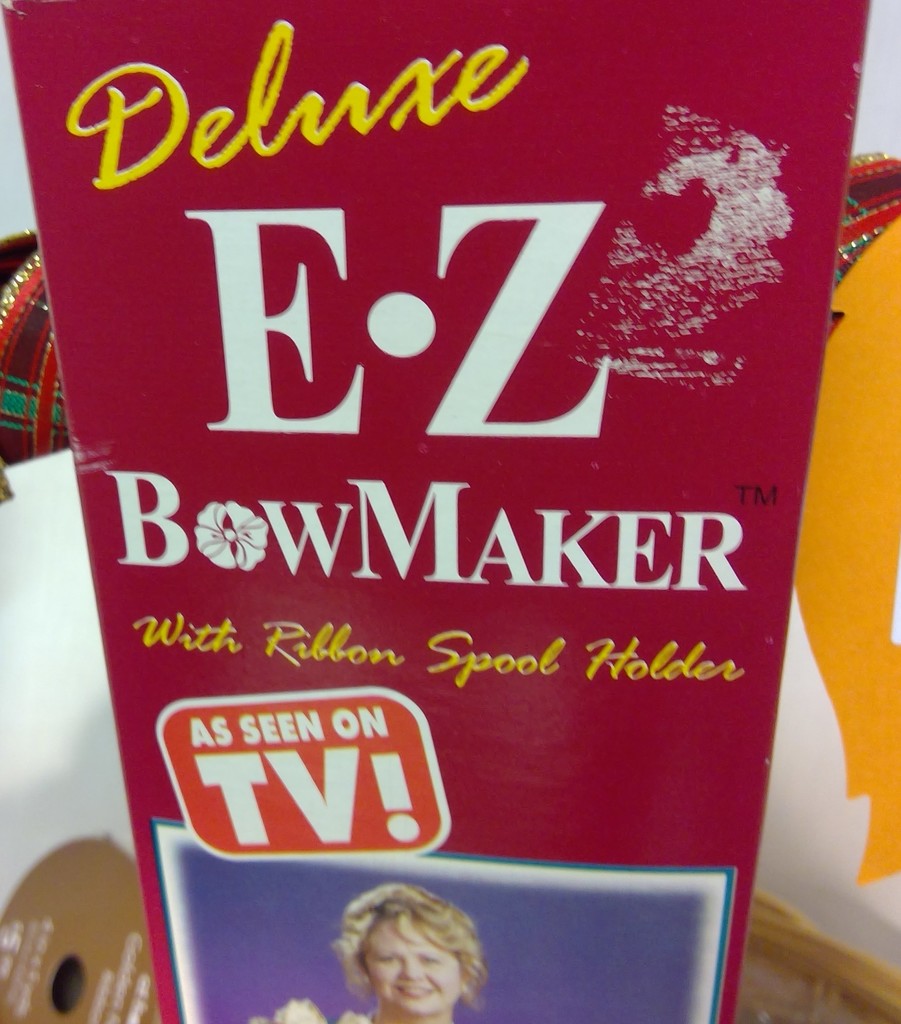 Deluxe
E·Z
BOWMAKER™
With Ribbon Spool Holder
AS SEEN ON
TV!